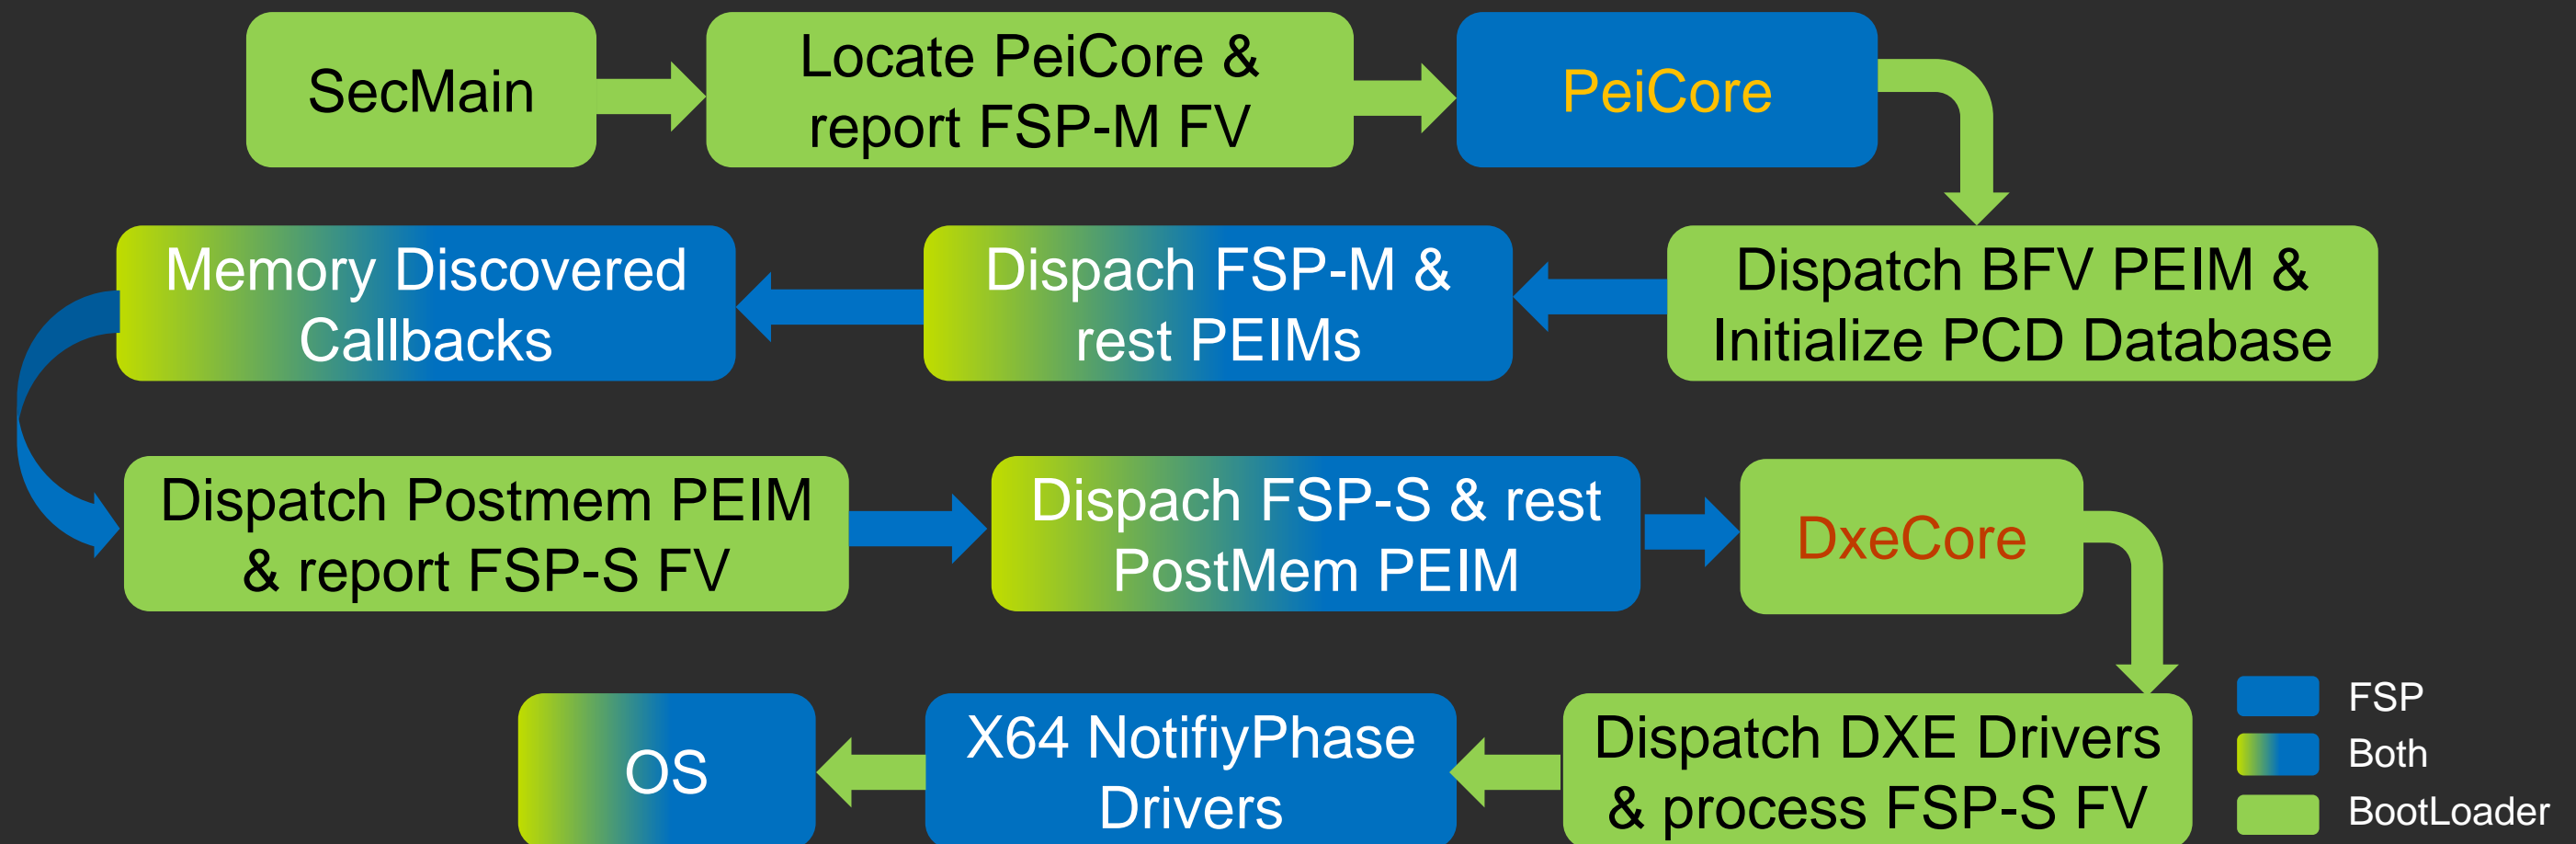 SecMain
Locate PeiCore &
report FSP-M FV
PeiCore
Dispatch BFV PEIM &
Initialize PCD Database
Dispach FSP-M &
rest PEIMs
Memory Discovered
Callbacks
Dispatch Postmem PEIM
& report FSP-S FV
Dispach FSP-S & rest
PostMem PEIM
DxeCore
Dispatch DXE Drivers
& process FSP-S FV
X64 NotifiyPhase
Drivers
OS
FSP
Both
BootLoader